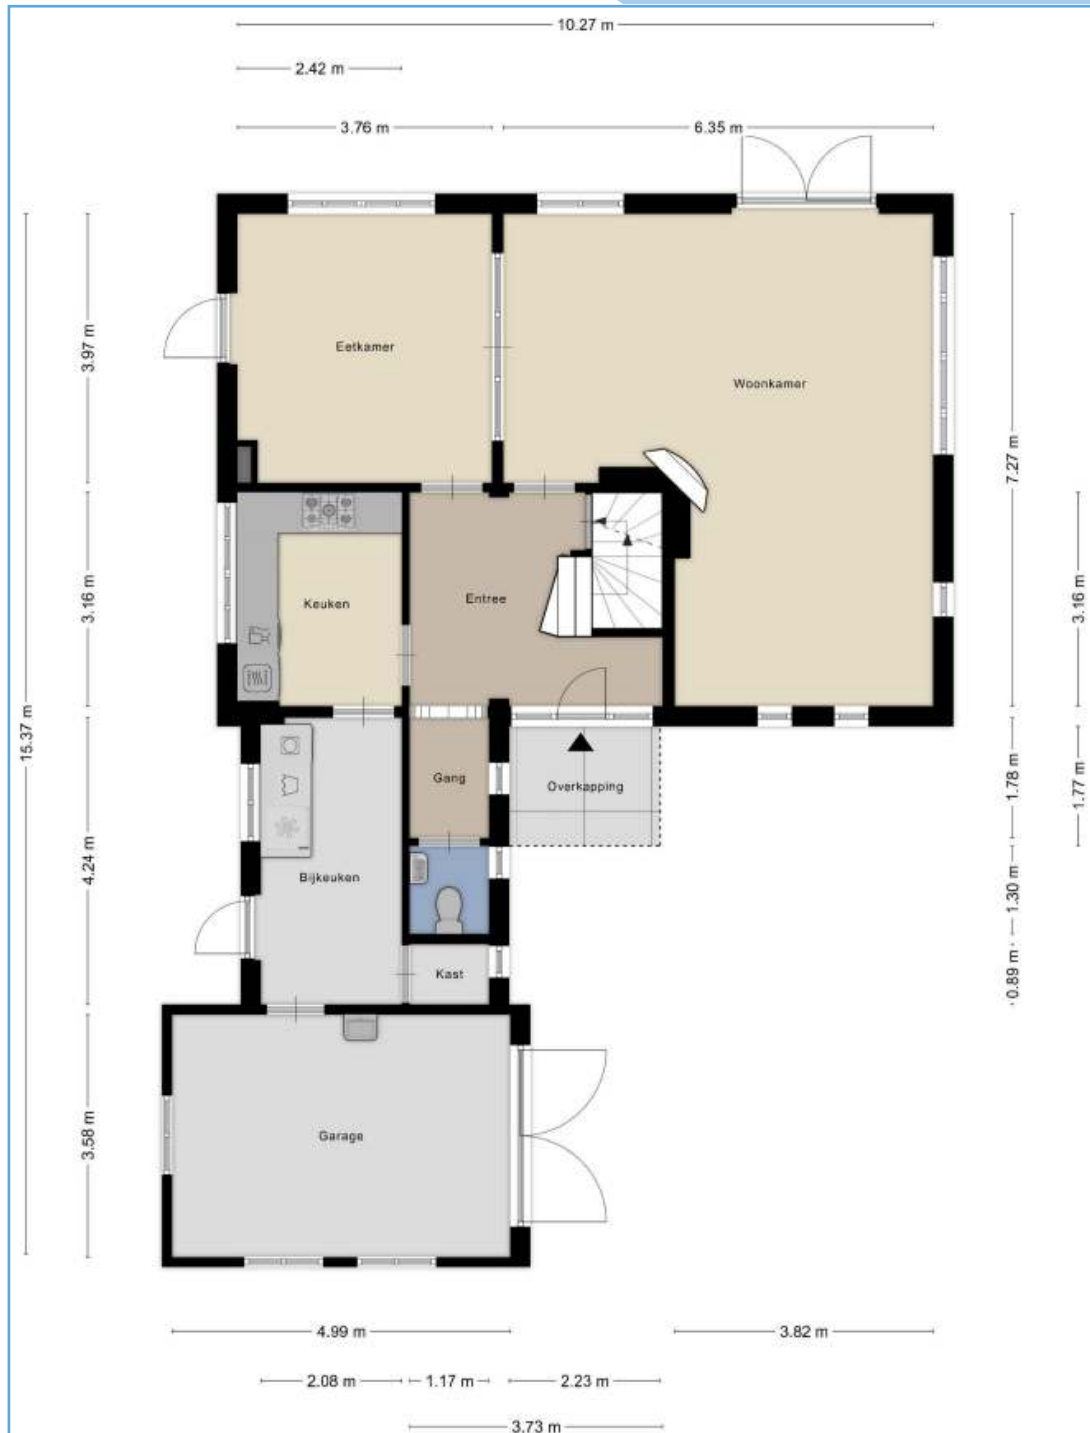 10.27 m
2.42 m
3.76 m
6.35 m
3.97 m
Eetkamer
Woonkamer
7.27 m
3.16 m
Keuken
Entree
3.16 m
15.37 m
Gang
Overkapping
1.78 m
1.77 m
4.24 m
Bijkeuken
1.30 m
Kast
0.89 m
3.58 m
Garage
4.99 m
3.82 m
2.08 m
1.17 m
2.23 m
3.73 m